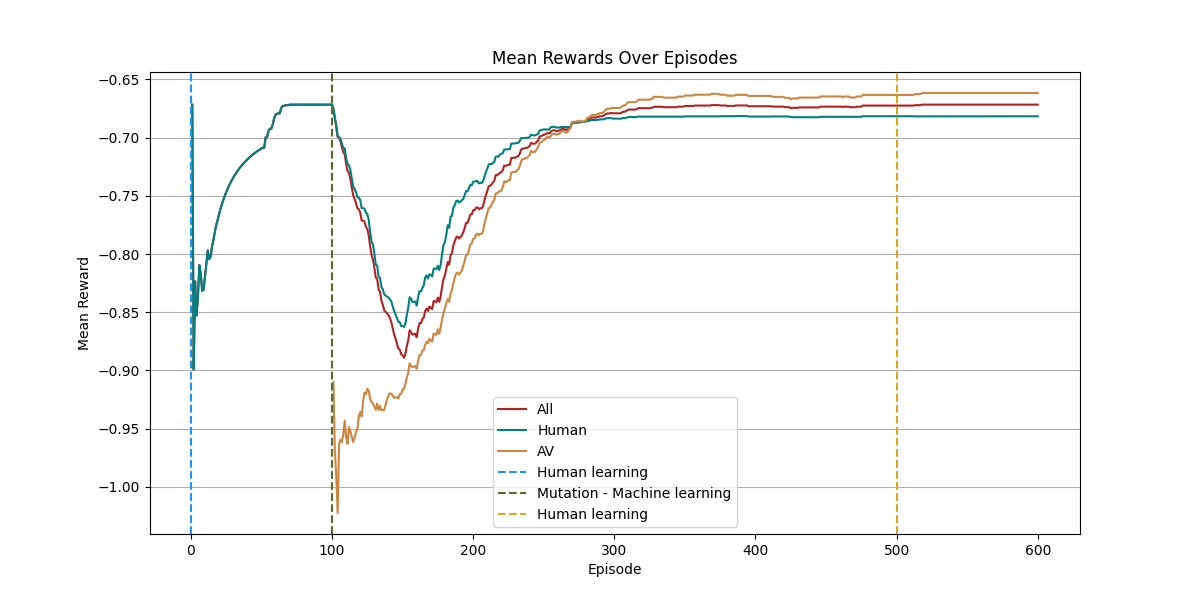 Mean Rewards Over Episodes
Mean Reward
−0.65
−0.70
−0.75
−0.80
−0.85
−0.90
−0.95
−1.00
All
Human
AV
Human learning
Mutation - Machine learning
Human learning
0 100 200 300 400 500 600
Episode